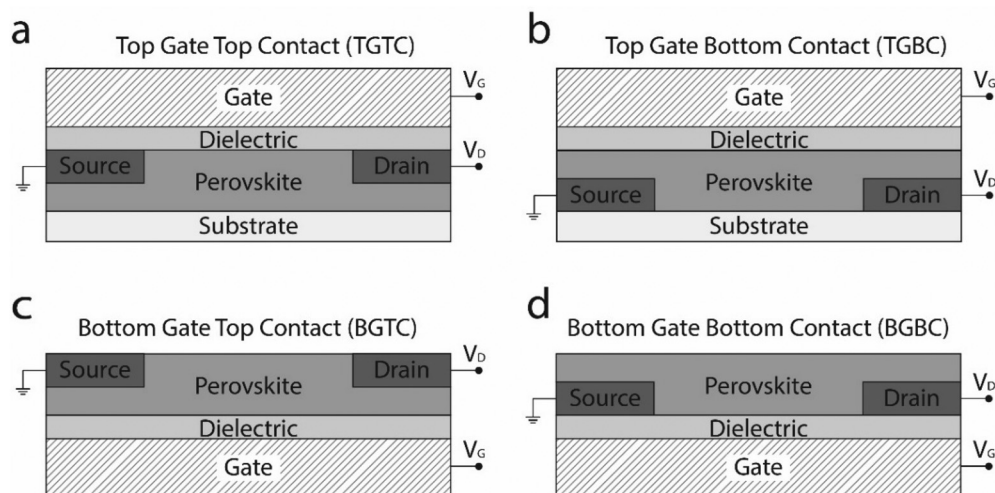 a
Top Gate Top Contact (TGTC)
Gate
VG
Dielectric
Source
Perovskite
Drain
VD
Substrate
b
Top Gate Bottom Contact (TGBC)
Gate
VG
Dielectric
Source
Perovskite
Drain
VD
Substrate
c
Bottom Gate Top Contact (BGTC)
Source
Perovskite
Drain
VD
Dielectric
Gate
VG
d
Bottom Gate Bottom Contact (BGBC)
Source
Perovskite
Drain
VD
Dielectric
Gate
VG